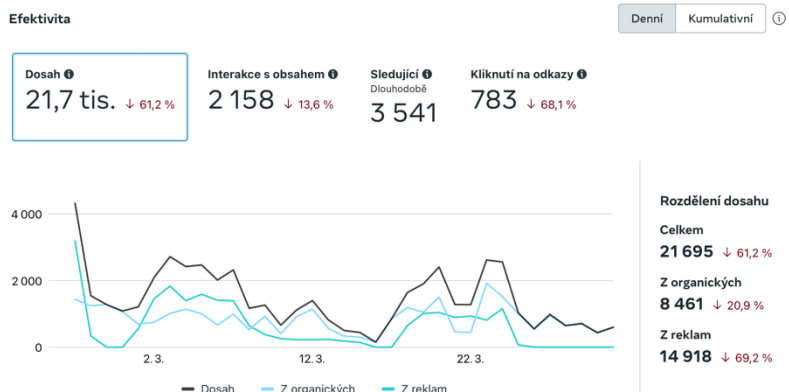 Efektivita
Denní Kumulativní
Dosah Interakce s obsahem Sledující Kliknutí na odkazy
Dlouhodobě
21,7 tis. ↓ 61,2 % 2 158 ↓ 13,6 % 3 541 783 ↓ 68,1 %
4 000
2 000
0
2. 3. 12. 3. 22. 3.
Dosah Z organických Z reklam
Rozdělení dosahu
Celkem
21 695 ↓ 61,2 %
Z organických
8 461 ↓ 20,9 %
Z reklam
14 918 ↓ 69,2 %